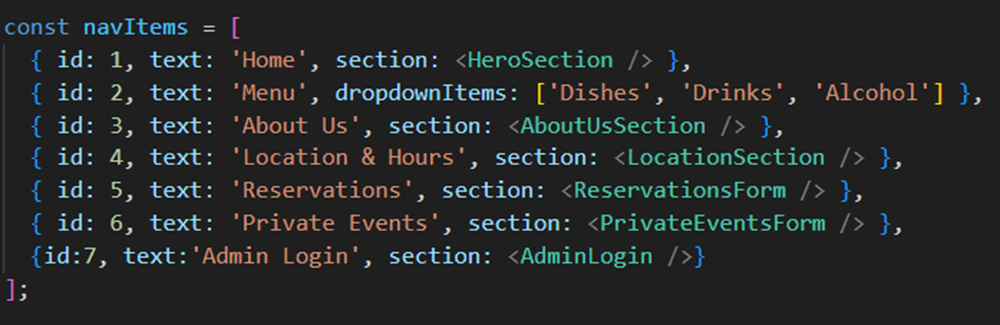 const navItems = [
  { id: 1, text: 'Home', section: <HeroSection /> },
  { id: 2, text: 'Menu', dropdownItems: ['Dishes', 'Drinks', 'Alcohol'] },
  { id: 3, text: 'About Us', section: <AboutUsSection /> },
  { id: 4, text: 'Location & Hours', section: <LocationSection /> },
  { id: 5, text: 'Reservations', section: <ReservationsForm /> },
  { id: 6, text: 'Private Events', section: <PrivateEventsForm /> },
  {id:7, text:'Admin Login', section: <AdminLogin />}
];